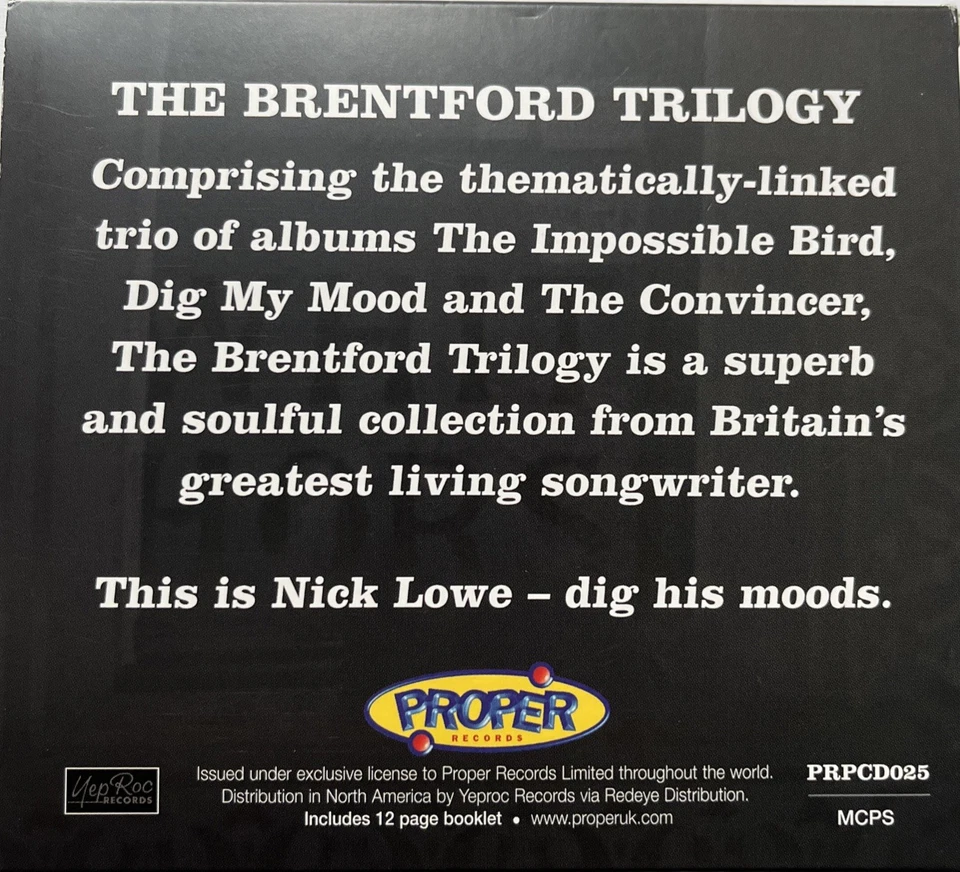 THE BRENTFORD TRILOGY
Comprising the thematically-linked
trio of albums The Impossible Bird,
Dig My Mood and The Convincer,
The Brentford Trilogy is a superb
and soulful collection from Britain's
greatest living songwriter.
This is Nick Lowe – dig his moods.
PROPER
RECORDS
YepRoc
RECORDS
Issued under exclusive license to Proper Records Limited throughout the world.
Distribution in North America by Yeproc Records via Redeye Distribution.
Includes 12 page booklet • www.properuk.com
PRPCD025
MCPS